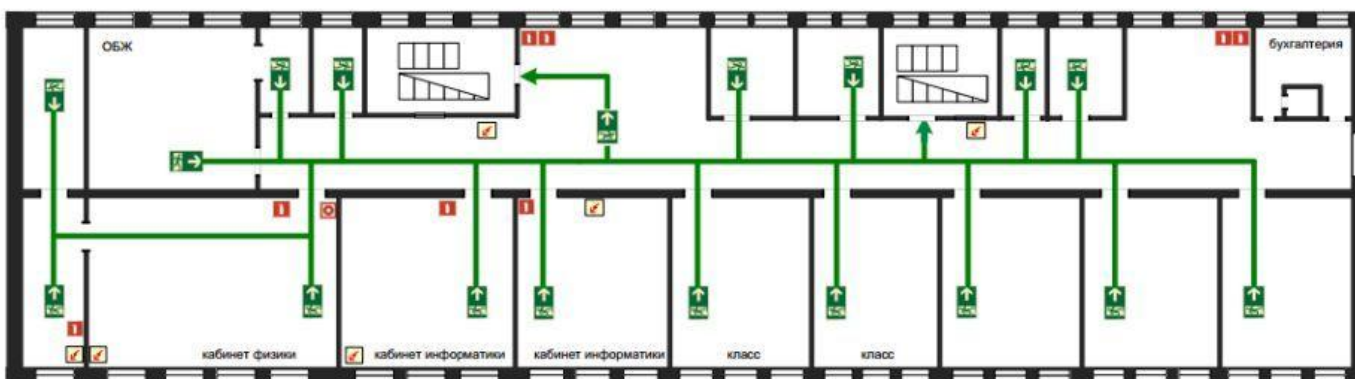 ОБЖ
бухгалтерия
кабинет физики
кабинет информатики
кабинет информатики
класс
класс